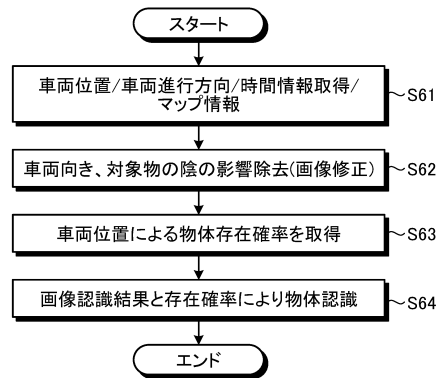 スタート
車両位置/車両進行方向/時間情報取得/
マップ情報
S61
車両向き、対象物の陰の影響除去(画像修正)
S62
車両位置による物体存在確率を取得
S63
画像認識結果と存在確率により物体認識
S64
エンド